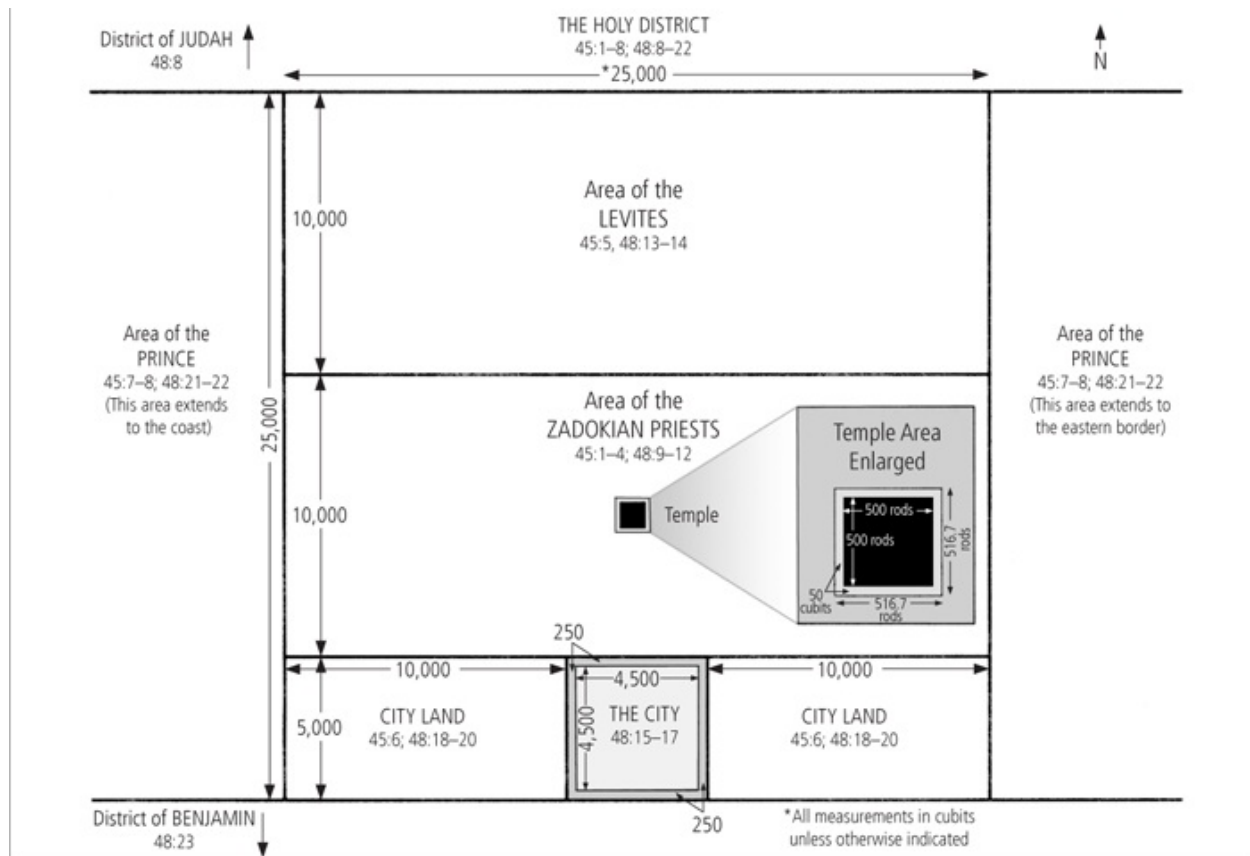 District of JUDAH
48:8
THE HOLY DISTRICT
45:1–8; 48:8–22
*25,000
N
10,000
Area of the
LEVITES
45:5, 48:13–14
Area of the
PRINCE
45:7–8; 48:21–22
(This area extends
to the coast)
25,000
Area of the
PRINCE
45:7–8; 48:21–22
(This area extends to
the eastern border)
10,000
Area of the
ZADOKIAN PRIESTS
45:1–4; 48:9–12
Temple
Temple Area
Enlarged
500 rods
500 rods
516.7
rods
50
cubits
516.7
rods
250
10,000
4,500
10,000
5,000
CITY LAND
45:6; 48:18–20
4,500
THE CITY
48:15–17
CITY LAND
45:6; 48:18–20
250
District of BENJAMIN
48:23
*All measurements in cubits
unless otherwise indicated